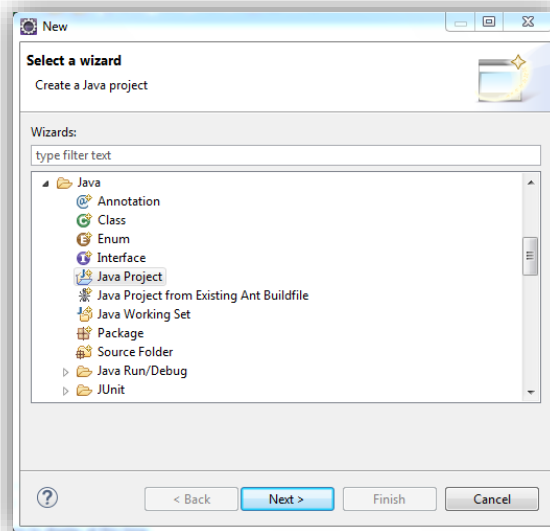 New
Select a wizard
Create a Java project
Wizards:
type filter text
Java
Annotation
Class
Enum
Interface
Java Project
Java Project from Existing Ant Buildfile
Java Working Set
Package
Source Folder
Java Run/Debug
JUnit
< Back Next > Finish Cancel